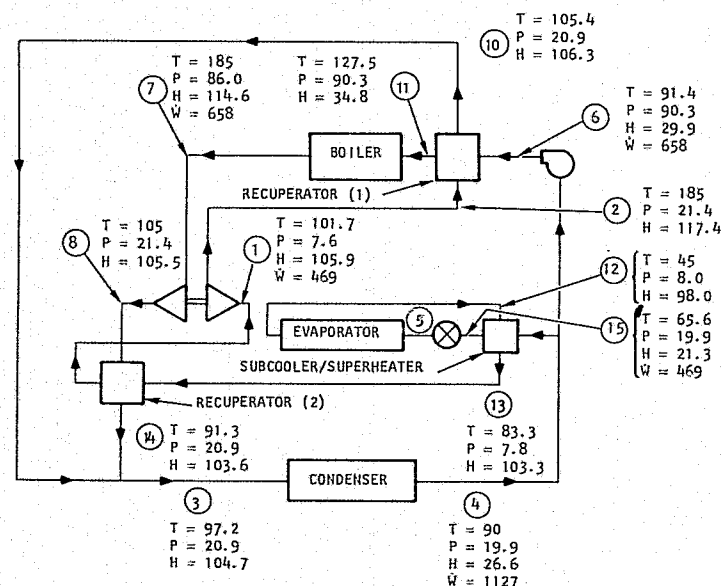 10
T = 105.4
P = 20.9
H = 106.3
7
T = 185
P = 86.0
H = 114.6
Ẇ = 658
T = 127.5
P = 90.3
H = 34.8
11
T = 91.4
P = 90.3
H = 29.9
Ẇ = 658
6
BOILER
RECUPERATOR (1)
2
T = 185
P = 21.4
H = 117.4
8
T = 105
P = 21.4
H = 105.5
1
T = 101.7
P = 7.6
H = 105.9
Ẇ = 469
12
T = 45
P = 8.0
H = 98.0
15
T = 65.6
P = 19.9
H = 21.3
Ẇ = 469
EVAPORATOR
5
SUBCOOLER/SUPERHEATER
RECUPERATOR (2)
14
T = 91.3
P = 20.9
H = 103.6
13
T = 83.3
P = 7.8
H = 103.3
CONDENSER
3
T = 97.2
P = 20.9
H = 104.7
4
T = 90
P = 19.9
H = 26.6
Ẇ = 1127